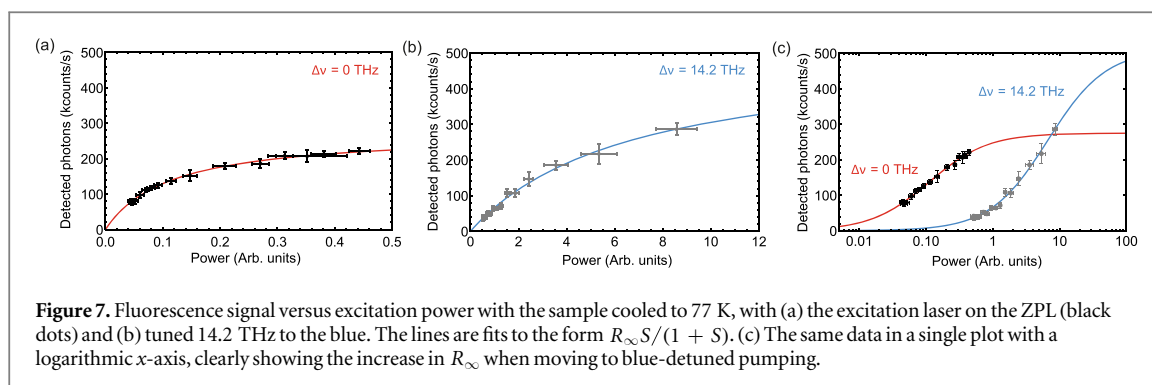 (a)
500
400
300
200
100
0
Detected photons (kcounts/s)
Δν = 0 THz
0.0 0.1 0.2 0.3 0.4 0.5
Power (Arb. units)
(b)
500
400
300
200
100
0
Detected photons (kcounts/s)
Δν = 14.2 THz
0 2 4 6 8 10 12
Power (Arb. units)
(c)
500
400
300
200
100
0
Detected photons (kcounts/s)
Δν = 14.2 THz
Δν = 0 THz
0.01 0.10 1 10 100
Power (Arb. units)
Figure 7. Fluorescence signal versus excitation power with the sample cooled to 77 K, with (a) the excitation laser on the ZPL (black
dots) and (b) tuned 14.2 THz to the blue. The lines are fits to the form R∞S/(1 + S). (c) The same data in a single plot with a
logarithmic x-axis, clearly showing the increase in R∞ when moving to blue-detuned pumping.